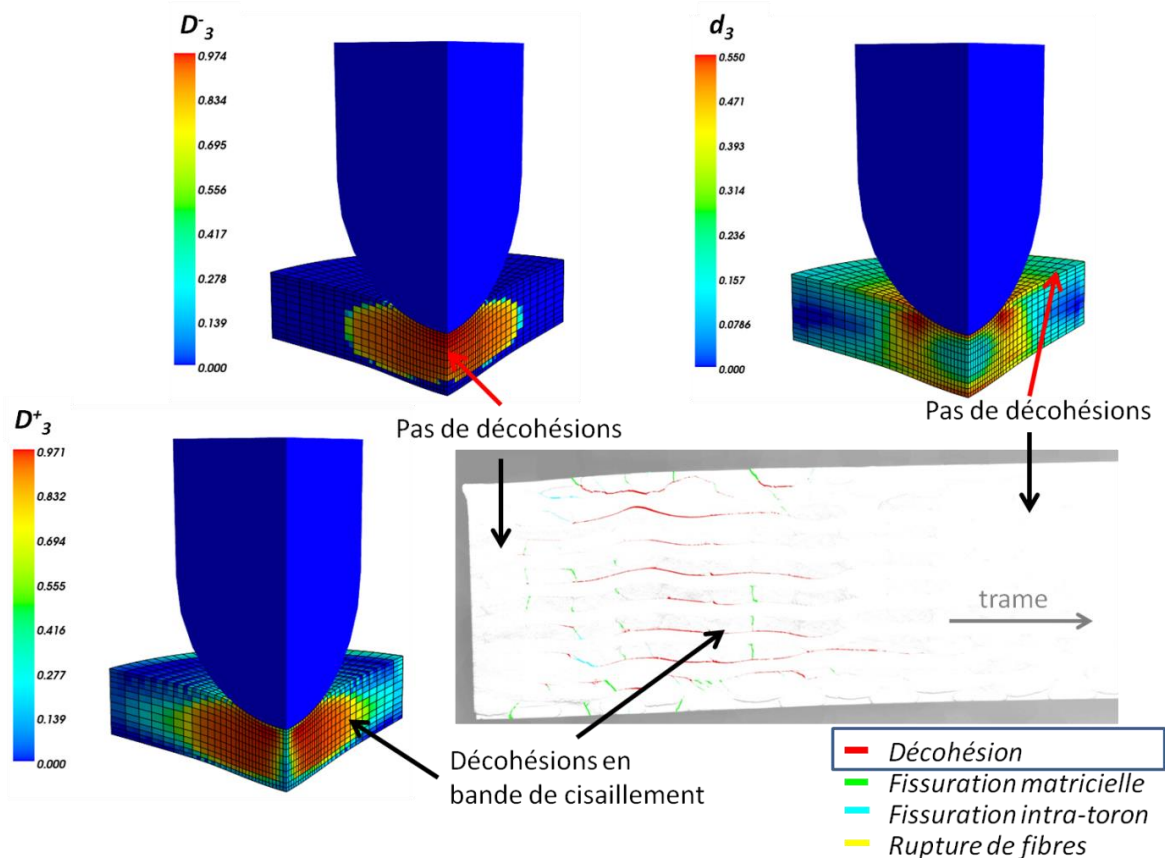 D⁻₃
0.974
0.834
0.695
0.556
0.417
0.278
0.139
0.000
d₃
0.550
0.471
0.393
0.314
0.236
0.157
0.0786
0.000
Pas de décohésions
Pas de décohésions
D⁺₃
0.971
0.832
0.694
0.555
0.416
0.277
0.139
0.000
trame
Décohésions en
bande de cisaillement
Décohésion
Fissuration matricielle
Fissuration intra-toron
Rupture de fibres